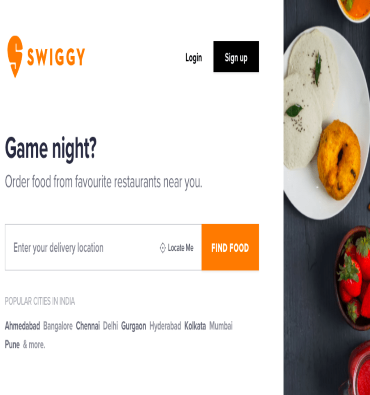 SWIGGY
Login
Sign up
Game night?
Order food from favourite restaurants near you.
Enter your delivery location
Locate Me
FIND FOOD
POPULAR CITIES IN INDIA
Ahmedabad Bangalore Chennai Delhi Gurgaon Hyderabad Kolkata Mumbai
Pune & more.